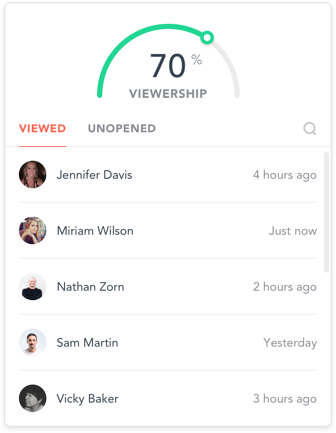 70 %
VIEWERSHIP
VIEWED UNOPENED
Jennifer Davis 4 hours ago
Miriam Wilson Just now
Nathan Zorn 2 hours ago
Sam Martin Yesterday
Vicky Baker 3 hours ago